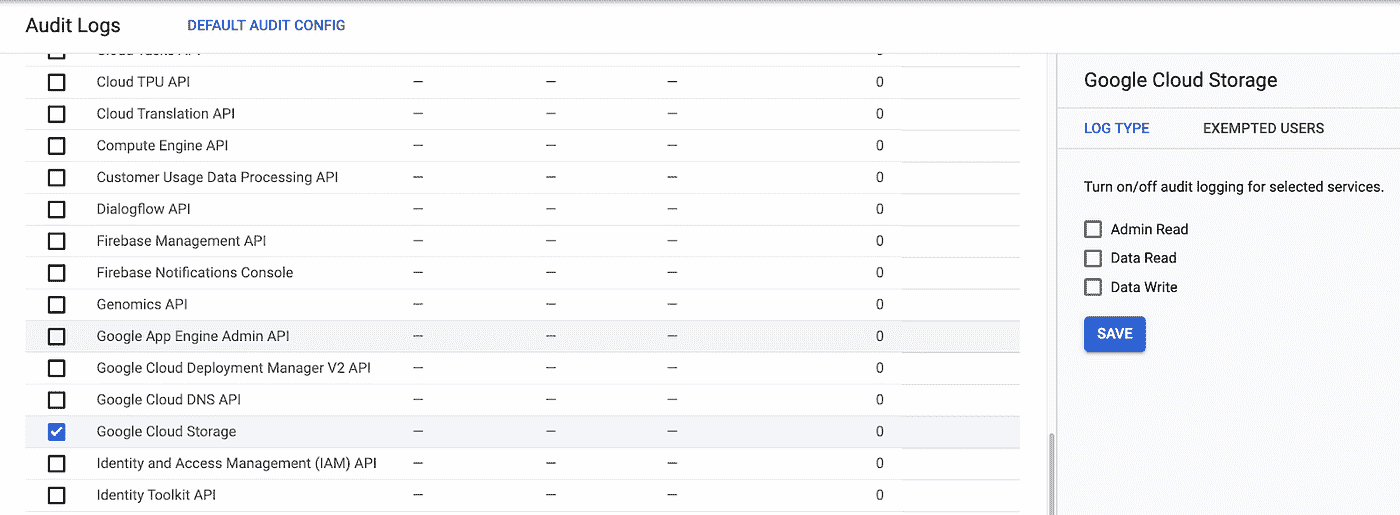 Audit Logs DEFAULT AUDIT CONFIG
Cloud Tasks API 0
Cloud TPU API — — — 0
Cloud Translation API — — — 0
Compute Engine API — — — 0
Customer Usage Data Processing API — — — 0
Dialogflow API — — — 0
Firebase Management API — — — 0
Firebase Notifications Console — — — 0
Genomics API — — — 0
Google App Engine Admin API — — — 0
Google Cloud Deployment Manager V2 API — — — 0
Google Cloud DNS API — — — 0
Google Cloud Storage — — — 0
Identity and Access Management (IAM) API — — — 0
Identity Toolkit API — — — 0
Google Cloud Storage
LOG TYPE EXEMPTED USERS
Turn on/off audit logging for selected services.
Admin Read
Data Read
Data Write
SAVE